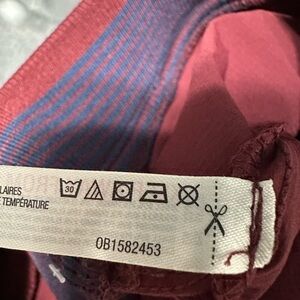 LAIRES
E TEMPÉRATURE
30
0B1582453